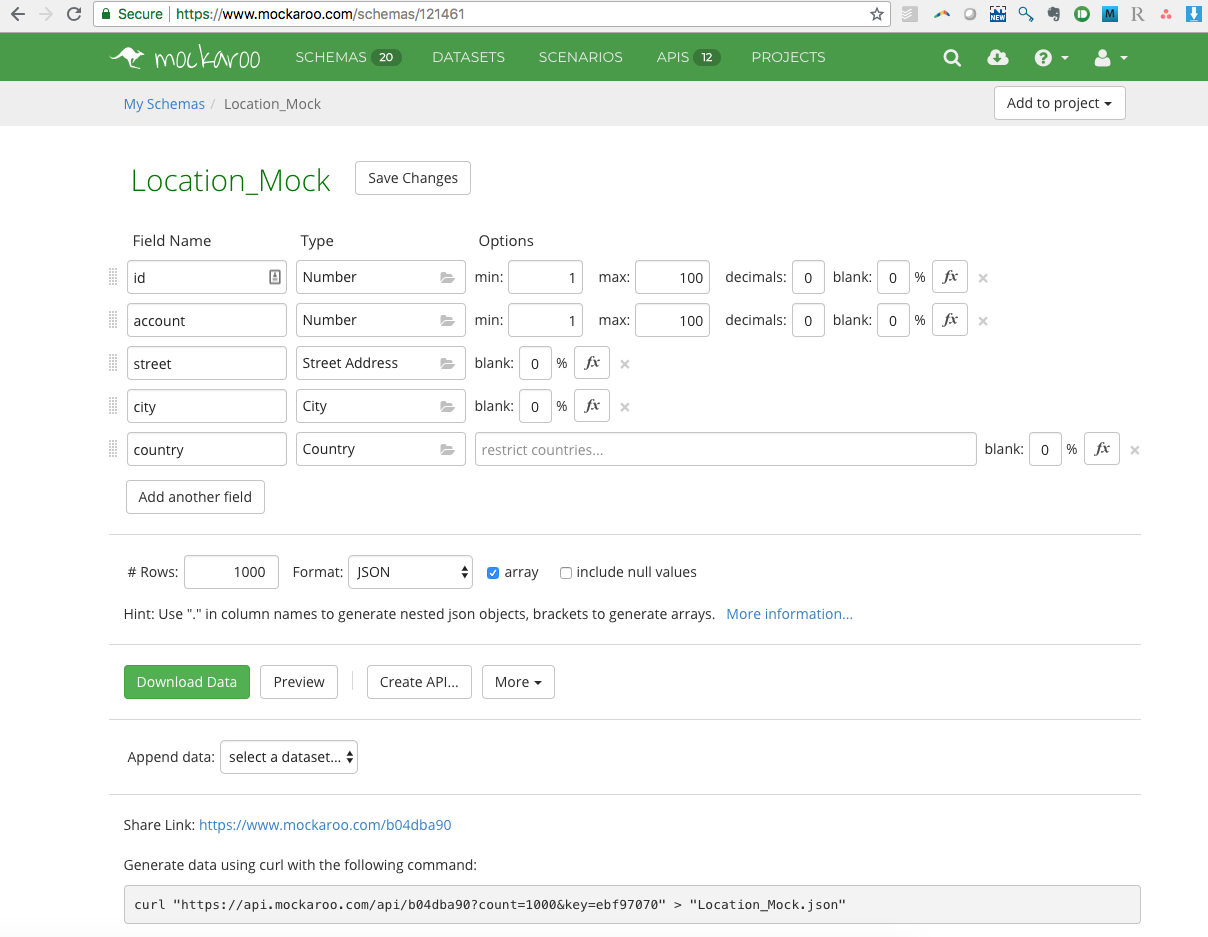 Secure https://www.mockaroo.com/schemas/121461
NEW M R
mockaroo SCHEMAS 20 DATASETS SCENARIOS APIS 12 PROJECTS ?
My Schemas / Location_Mock Add to project
Location_Mock Save Changes
Field Name Type Options
id Number min: 1 max: 100 decimals: 0 blank: 0 % fx ×
account Number min: 1 max: 100 decimals: 0 blank: 0 % fx ×
street Street Address blank: 0 % fx ×
city City blank: 0 % fx ×
country Country restrict countries... blank: 0 % fx ×
Add another field
# Rows: 1000 Format: JSON array include null values
Hint: Use "." in column names to generate nested json objects, brackets to generate arrays. More information...
Download Data Preview Create API... More
Append data: select a dataset...
Share Link: https://www.mockaroo.com/b04dba90
Generate data using curl with the following command:
curl "https://api.mockaroo.com/api/b04dba90?count=1000&key=ebf97070" > "Location_Mock.json"